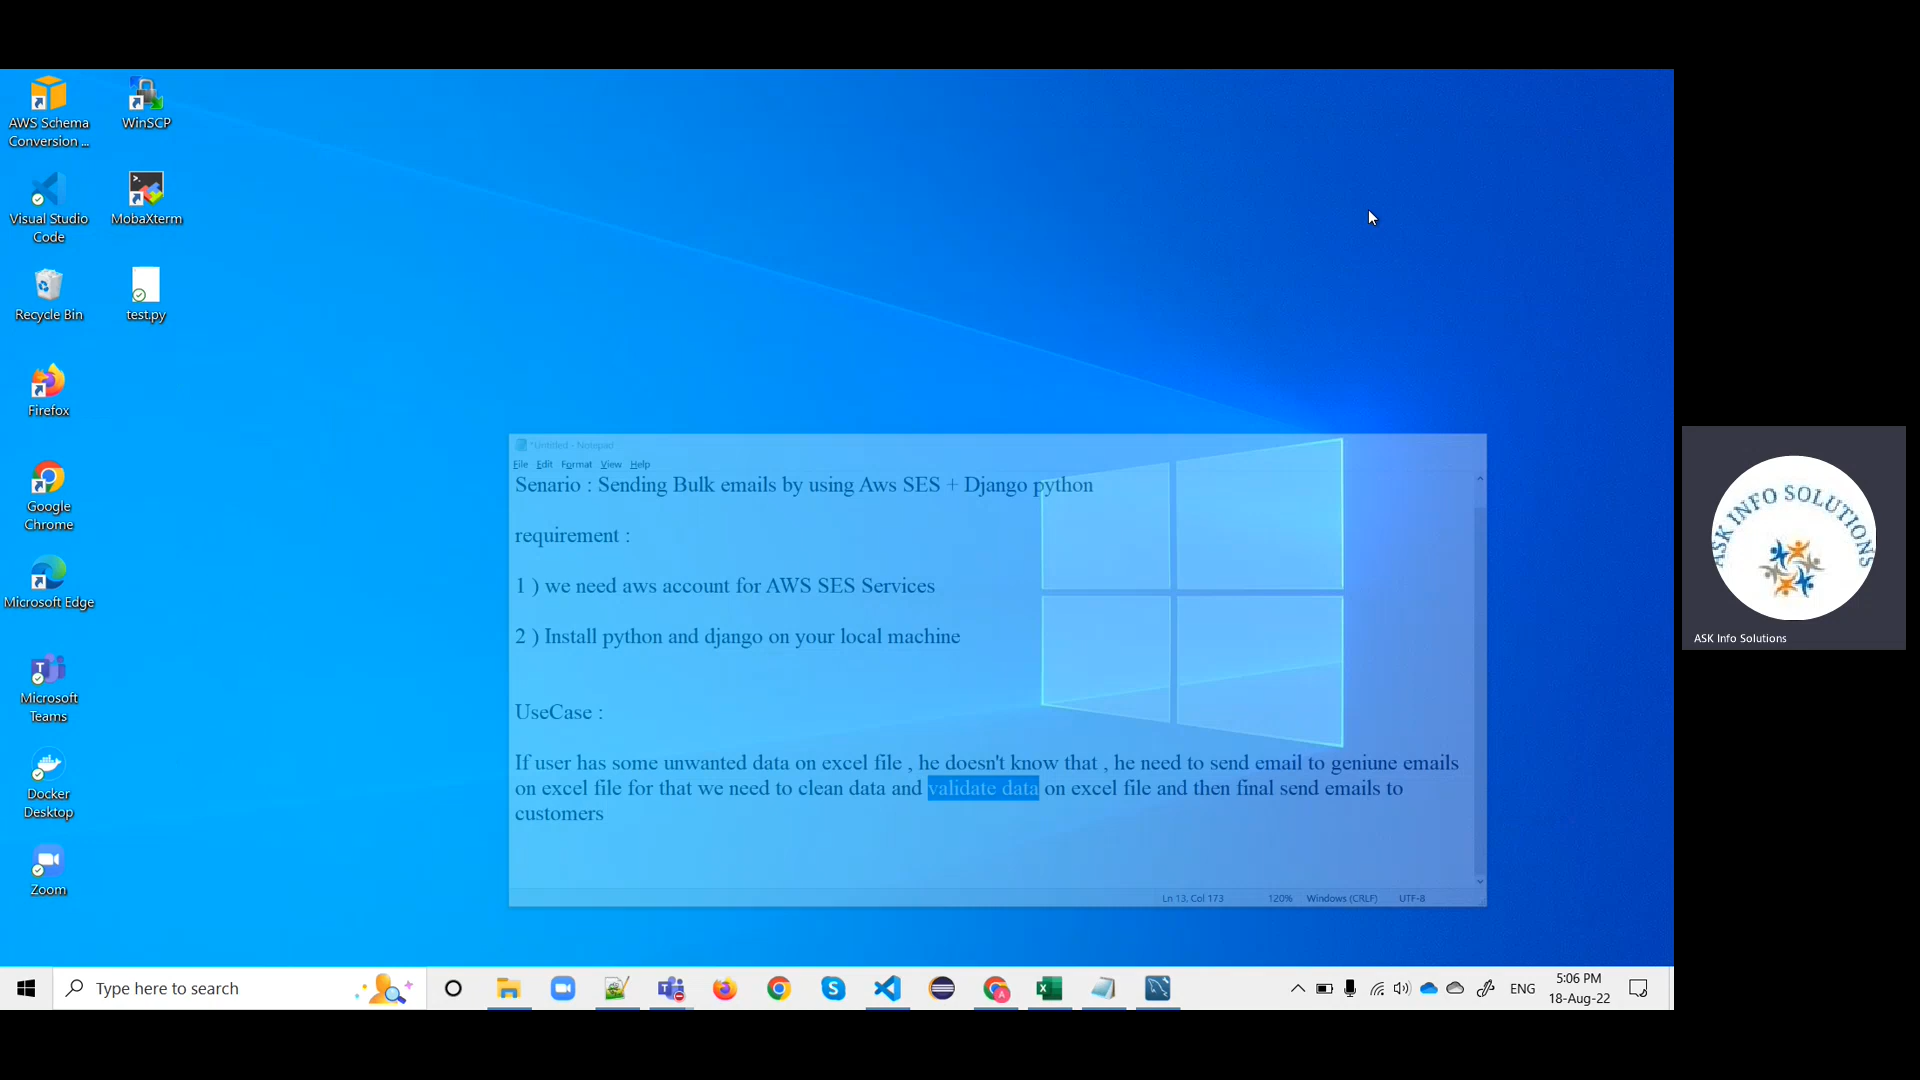 AWS Schema
Conversion ...
WinSCP
Visual Studio
Code
MobaXterm
Recycle Bin
test.py
Firefox
Google
Chrome
Microsoft Edge
Microsoft
Teams
Docker
Desktop
Zoom
*Untitled - Notepad
File Edit Format View Help
Senario : Sending Bulk emails by using Aws SES + Django python
requirement :
1 ) we need aws account for AWS SES Services
2 ) Install python and django on your local machine
UseCase :
If user has some unwanted data on excel file , he doesn't know that , he need to send email to geniune emails
on excel file for that we need to clean data and validate data on excel file and then final send emails to
customers
Ln 13, Col 173 120% Windows (CRLF) UTF-8
ASK INFO SOLUTIONS
ASK Info Solutions
Type here to search
ENG
5:06 PM
18-Aug-22